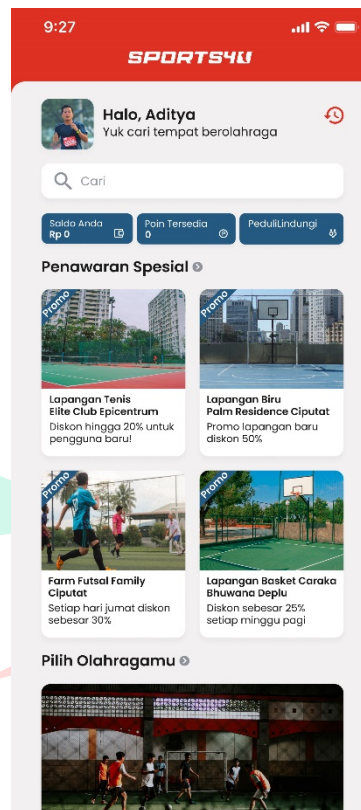 9:27
SPORTS4U
Halo, Aditya
Yuk cari tempat berolahraga
Cari
Saldo Anda
Rp 0
Poin Tersedia
0
PeduliLindungi
Penawaran Spesial
Promo
Lapangan Tenis
Elite Club Epicentrum
Diskon hingga 20% untuk
pengguna baru!
Promo
Lapangan Biru
Palm Residence Ciputat
Promo lapangan baru
diskon 50%
Promo
Farm Futsal Family
Ciputat
Setiap hari jumat diskon
sebesar 30%
Promo
Lapangan Basket Caraka
Bhuwana Deplu
Diskon sebesar 25%
setiap minggu pagi
Pilih Olahragamu